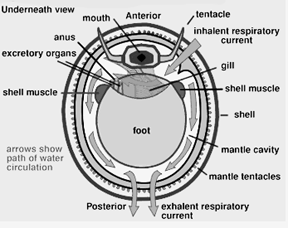 Underneath view
Anterior
tentacle
mouth
inhalent respiratory
current
anus
excretory organs
gill
shell muscle
shell muscle
shell
foot
arrows show
path of water
circulation
mantle cavity
mantle tentacles
Posterior
exhalent respiratory
current